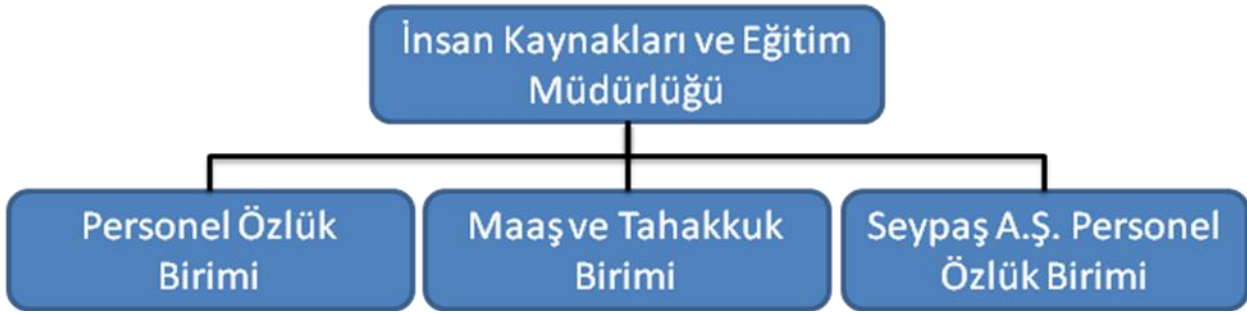 İnsan Kaynakları ve Eğitim
Müdürlüğü
Personel Özlük
Birimi
Maaş ve Tahakkuk
Birimi
Seypaş A.Ş. Personel
Özlük Birimi